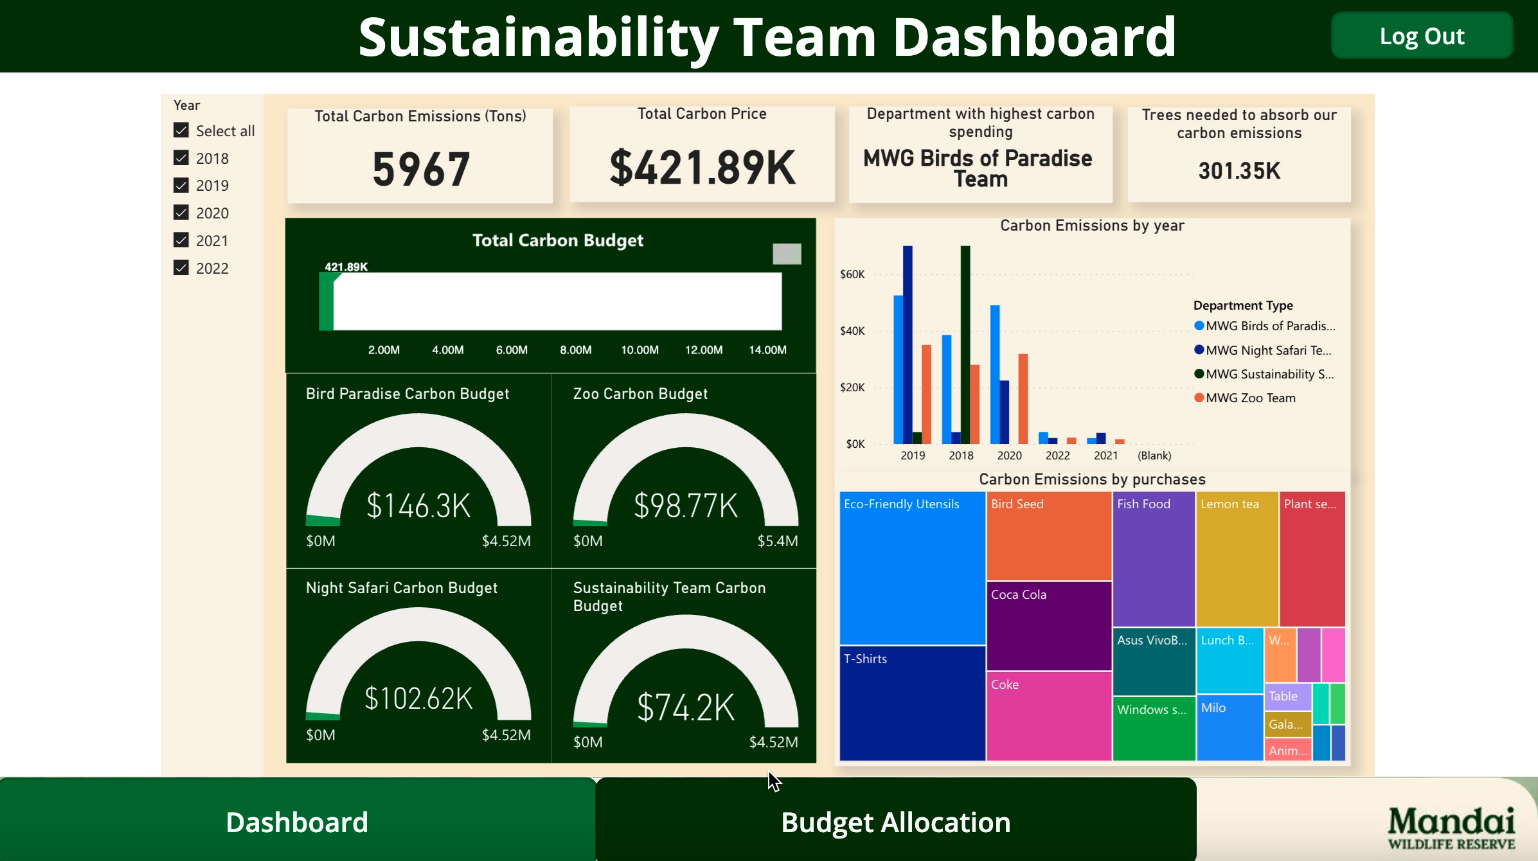 Sustainability Team Dashboard
Log Out
Year
Select all
2018
2019
2020
2021
2022
Total Carbon Emissions (Tons)
5967
Total Carbon Price
$421.89K
Department with highest carbon
spending
MWG Birds of Paradise
Team
Trees needed to absorb our
carbon emissions
301.35K
Total Carbon Budget
421.89K
2.00M 4.00M 6.00M 8.00M 10.00M 12.00M 14.00M
Bird Paradise Carbon Budget
$146.3K
$0M $4.52M
Zoo Carbon Budget
$98.77K
$0M $5.4M
Night Safari Carbon Budget
$102.62K
$0M $4.52M
Sustainability Team Carbon
Budget
$74.2K
$0M $4.52M
Carbon Emissions by year
$60K
$40K
$20K
$0K
2019 2018 2020 2022 2021 (Blank)
Department Type
MWG Birds of Paradis...
MWG Night Safari Te...
MWG Sustainability S...
MWG Zoo Team
Carbon Emissions by purchases
Eco-Friendly Utensils
T-Shirts
Bird Seed
Coca Cola
Coke
Fish Food
Lemon tea
Plant se...
Asus VivoB...
Windows s...
Lunch B...
Milo
W...
Table
Gala...
Anim...
Dashboard
Budget Allocation
Mandai
WILDLIFE RESERVE